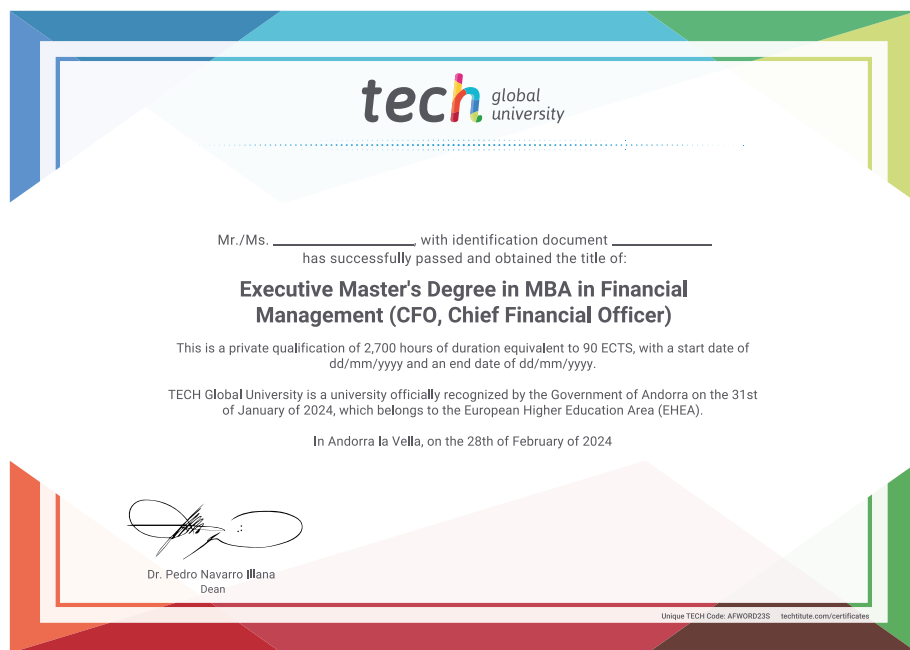 tech global
university
Mr./Ms. ____________, with identification document ____________
has successfully passed and obtained the title of:
Executive Master's Degree in MBA in Financial
Management (CFO, Chief Financial Officer)
This is a private qualification of 2,700 hours of duration equivalent to 90 ECTS, with a start date of
dd/mm/yyyy and an end date of dd/mm/yyyy.
TECH Global University is a university officially recognized by the Government of Andorra on the 31st
of January of 2024, which belongs to the European Higher Education Area (EHEA).
In Andorra la Vella, on the 28th of February of 2024
Dr. Pedro Navarro Illana
Dean
Unique TECH Code: AFWORD23S techtitute.com/certificates